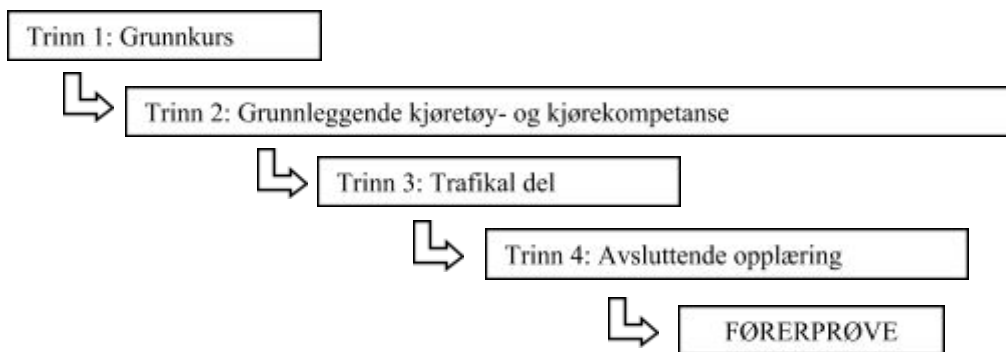 Trinn 1: Grunnkurs
Trinn 2: Grunnleggende kjøretøy- og kjørekompetanse
Trinn 3: Trafikal del
Trinn 4: Avsluttende opplæring
FØRERPRØVE